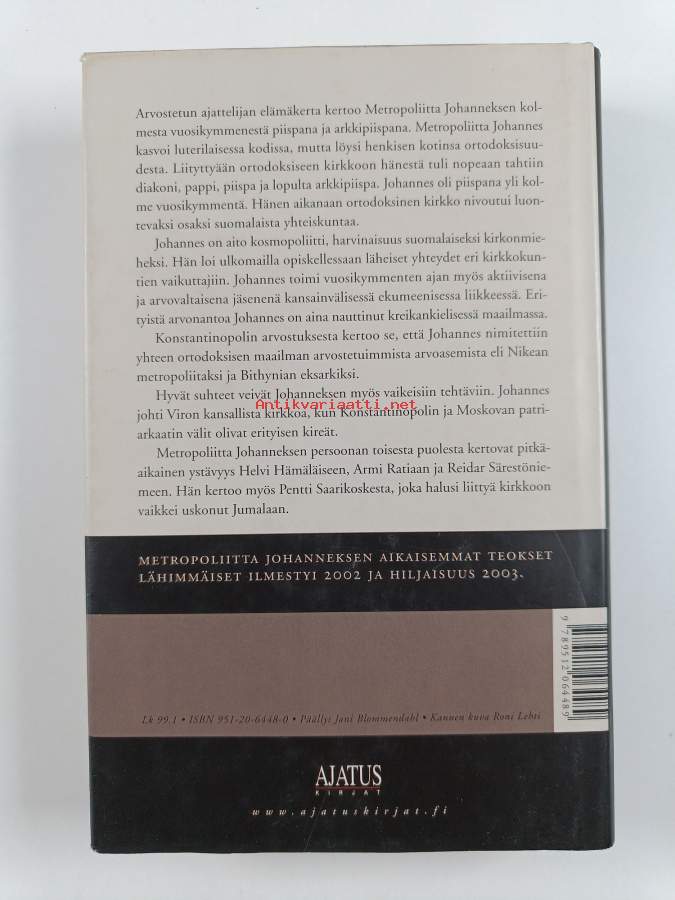 Arvostetun ajattelijan elämäkerta kertoo Metropoliitta Johanneksen kol-
mesta vuosikymmenestä piispana ja arkkipiispana. Metropoliitta Johannes
kasvoi luterilaisessa kodissa, mutta löysi henkisen kotinsa ortodoksisuu-
desta. Liityttyään ortodoksiseen kirkkoon hänestä tuli nopeaan tahtiin
diakoni, pappi, piispa ja lopulta arkkipiispa. Johannes oli piispana yli kol-
me vuosikymmentä. Hänen aikanaan ortodoksinen kirkko nivoutui luon-
tevaksi osaksi suomalaista yhteiskuntaa.
Johannes on aito kosmopoliitti, harvinaisuus suomalaiseksi kirkonmie-
heksi. Hän loi ulkomailla opiskellessaan läheiset yhteydet eri kirkkokun-
tien vaikuttajiin. Johannes toimi vuosikymmenten ajan myös aktiivisena
ja arvovaltaisena jäsenenä kansainvälisessä ekumeenisessa liikkeessä. Eri-
tyistä arvonantoa Johannes on aina nauttinut kreikankielisessä maailmassa.
Konstantinopolin arvostuksesta kertoo se, että Johannes nimitettiin
yhteen ortodoksisen maailman arvostetuimmista arvoasemista eli Nikean
metropoliitaksi ja Bithynian eksarkiksi.
Hyvät suhteet veivät Johanneksen myös vaikeisiin tehtäviin. Johannes
Antikvariaatti.net
johti Viron kansallista kirkkoa, kun Konstantinopolin ja Moskovan patri-
arkaatin välit olivat erityisen kireät.
Metropoliitta Johanneksen persoonan toisesta puolesta kertovat pitkä-
aikainen ystävyys Helvi Hämäläiseen, Armi Ratiaan ja Reidar Särestönie-
meen. Hän kertoo myös Pentti Saarikoskesta, joka halusi liittyä kirkkoon
vaikkei uskonut Jumalaan.
METROPOLIITTA JOHANNEKSEN AIKAISEMMAT TEOKSET
LÄHIMMÄISET ILMESTYI 2002 JA HILJAISUUS 2003.
9 789512 064489
Lk 99.1 • ISBN 951-20-6448-0 • Päällys Jani Blommendahl • Kannen kuva Roni Lehti
AJATUS
KIRJAT
www.ajatuskirjat.fi